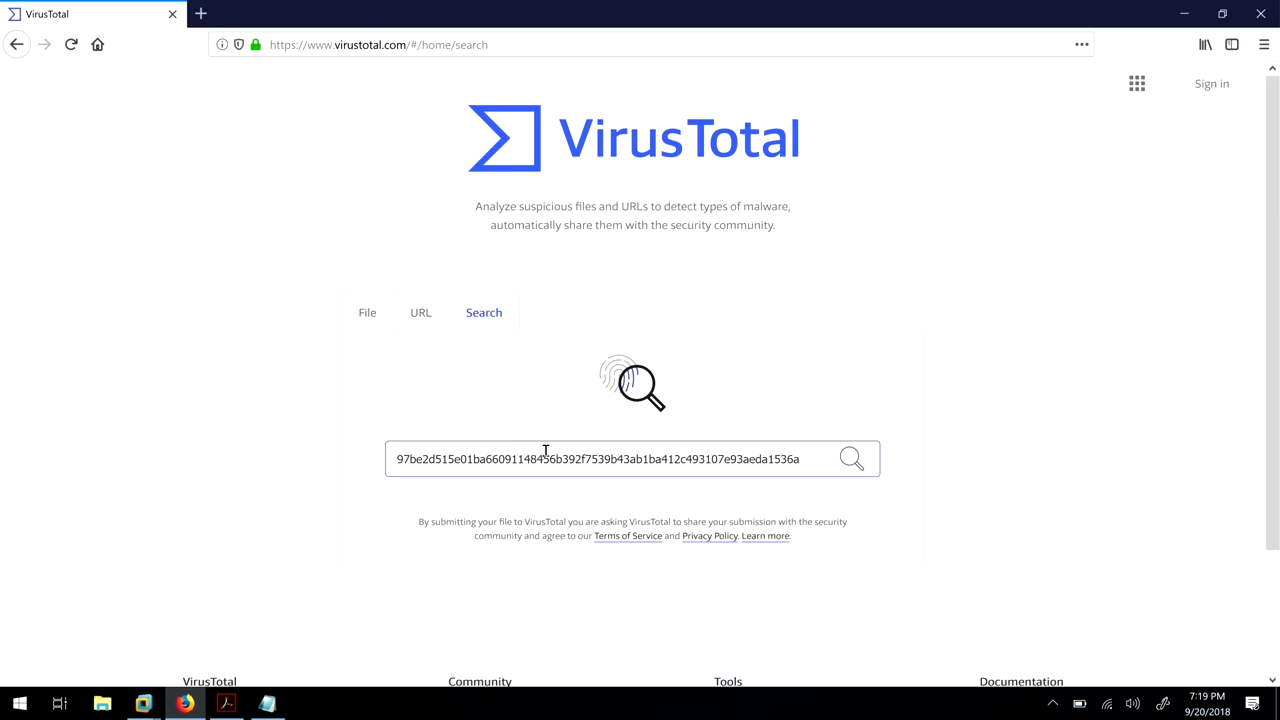 VirusTotal
https://www.virustotal.com/#/home/search
Sign in
VirusTotal
Analyze suspicious files and URLs to detect types of malware,
automatically share them with the security community.
File URL Search
97be2d515e01ba66091148456b392f7539b43ab1ba412c493107e93aeda1536a
By submitting your file to VirusTotal you are asking VirusTotal to share your submission with the security
community and agree to our Terms of Service and Privacy Policy. Learn more.
VirusTotal Community Tools Documentation
7:19 PM
9/20/2018